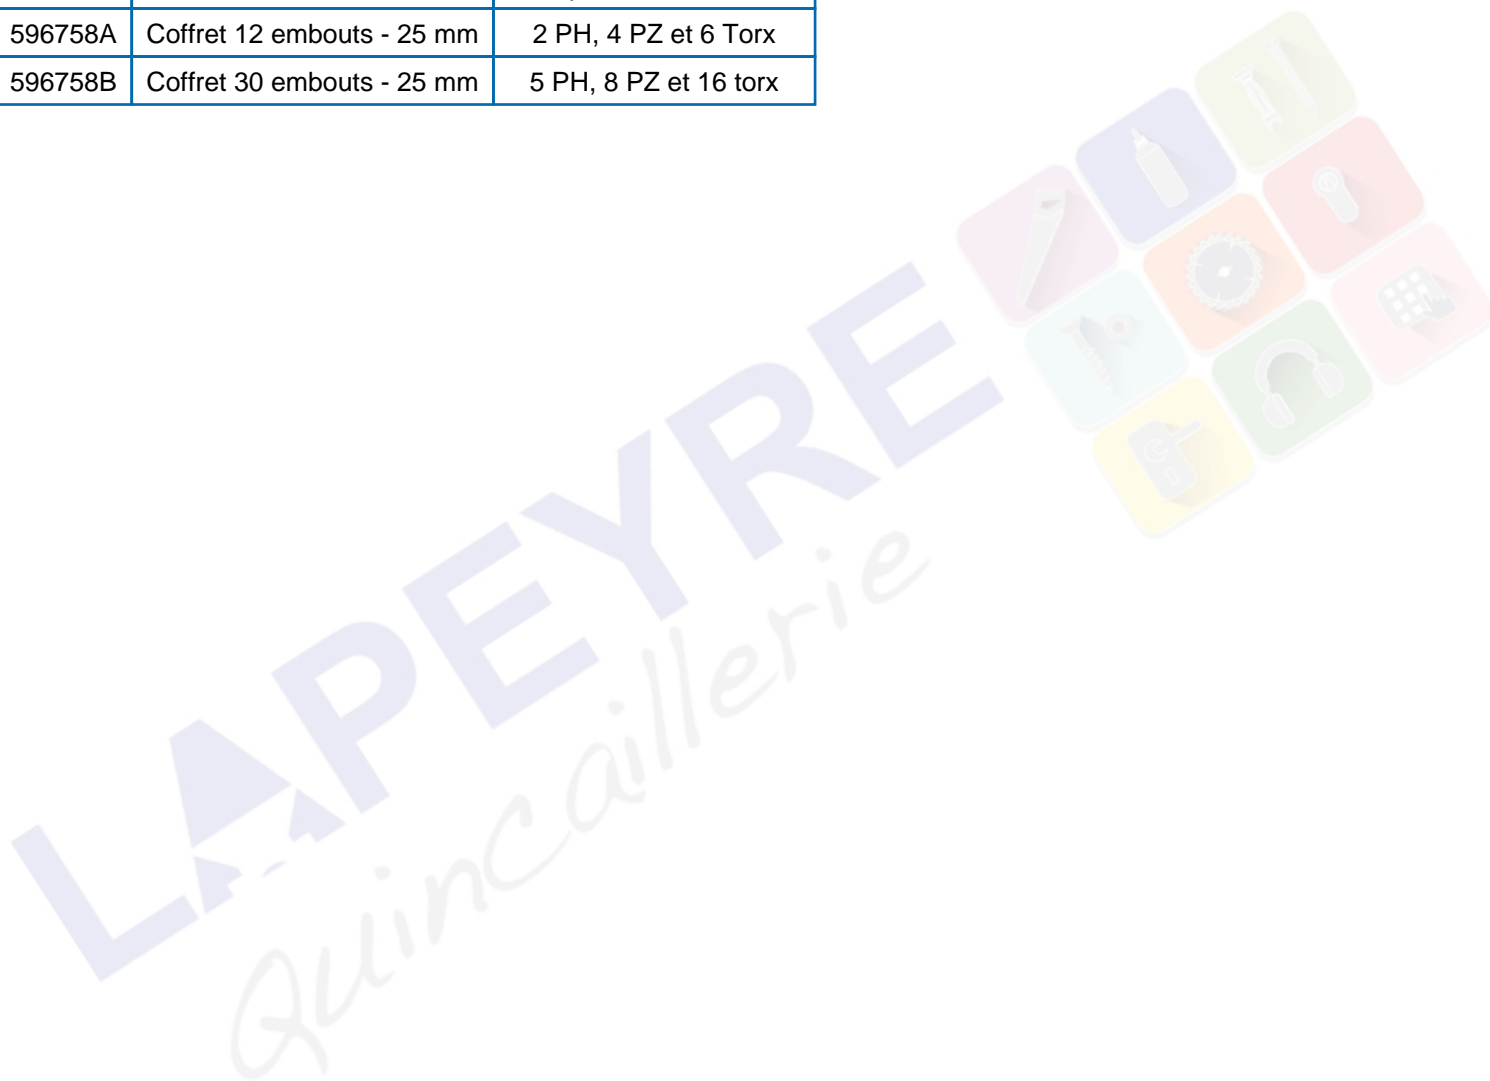 596758A Coffret 12 embouts - 25 mm 2 PH, 4 PZ et 6 Torx
596758B Coffret 30 embouts - 25 mm 5 PH, 8 PZ et 16 torx
LAPEYRE
Quincaillerie